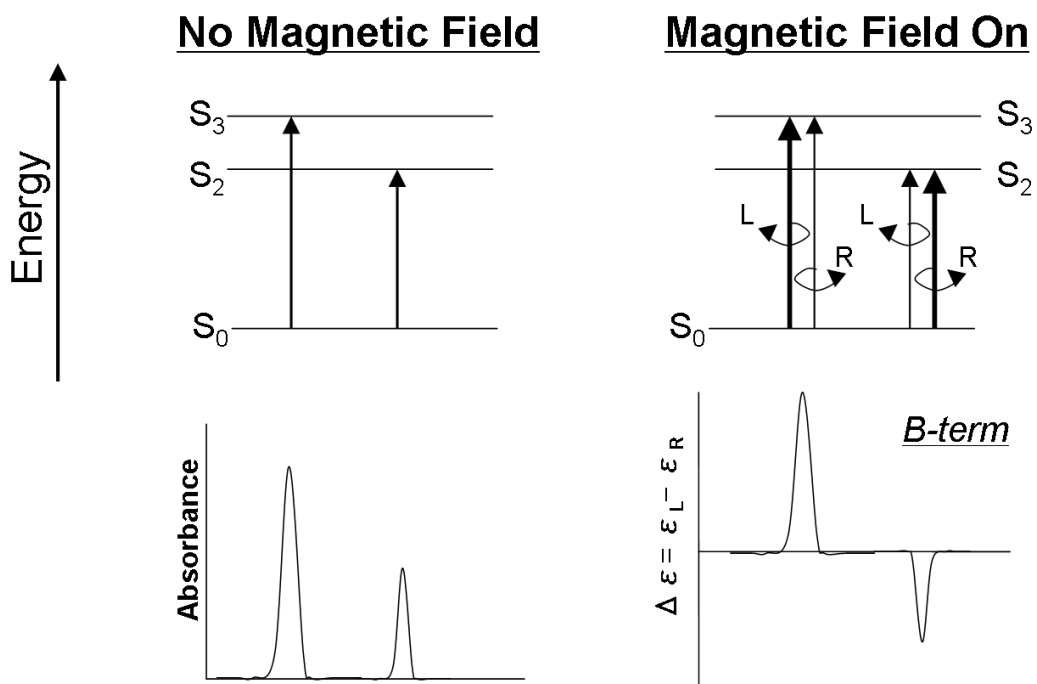 No Magnetic Field
Magnetic Field On
Energy
S3
S2
S0
S3
S2
S0
L
R
L
R
Absorbance
Δ ε = ε L − ε R
B-term